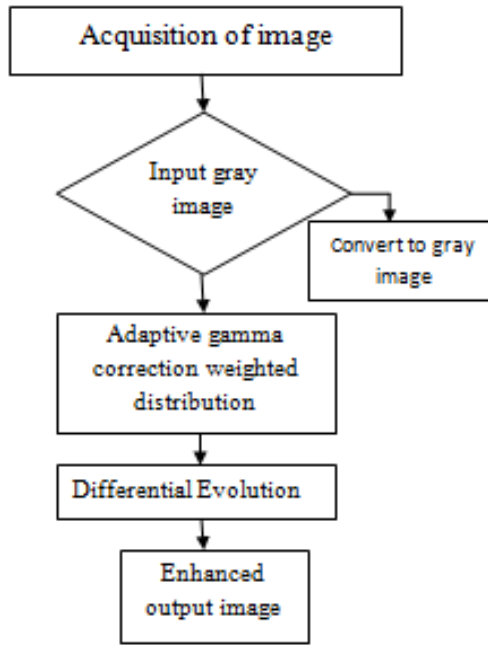 Acquisition of image
Input gray
image
Convert to gray
image
Adaptive gamma
correction weighted
distribution
Differential Evolution
Enhanced
output image